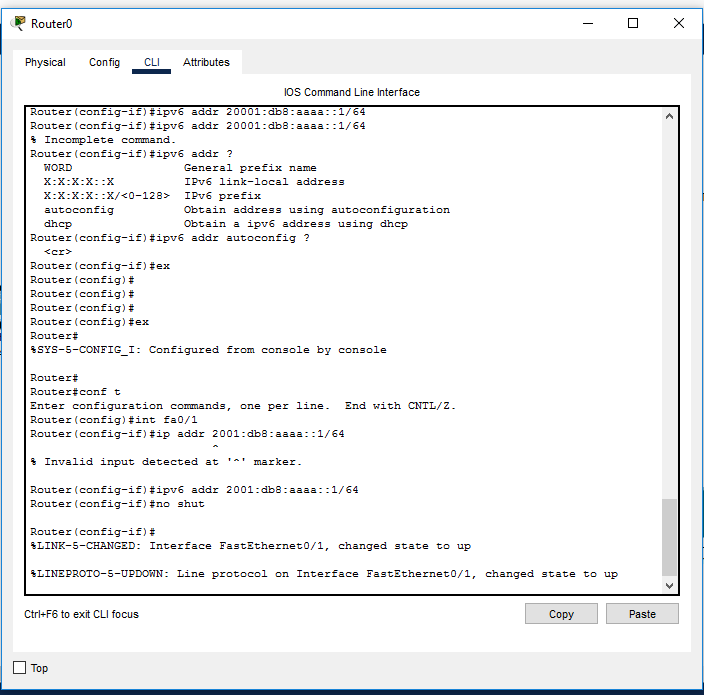 Router0
Physical Config CLI Attributes
IOS Command Line Interface
Router(config-if)#ipv6 addr 20001:db8:aaaa::1/64
Router(config-if)#ipv6 addr 20001:db8:aaaa::1/64
% Incomplete command.
Router(config-if)#ipv6 addr ?
  WORD                General prefix name
  X:X:X:X::X          IPv6 link-local address
  X:X:X:X::X/<0-128>  IPv6 prefix
  autoconfig          Obtain address using autoconfiguration
  dhcp                Obtain a ipv6 address using dhcp
Router(config-if)#ipv6 addr autoconfig ?
  <cr>
Router(config-if)#ex
Router(config)#
Router(config)#
Router(config)#
Router(config)#ex
Router#
%SYS-5-CONFIG_I: Configured from console by console
Router#
Router#conf t
Enter configuration commands, one per line.  End with CNTL/Z.
Router(config)#int fa0/1
Router(config-if)#ip addr 2001:db8:aaaa::1/64
                          ^
% Invalid input detected at '^' marker.
Router(config-if)#ipv6 addr 2001:db8:aaaa::1/64
Router(config-if)#no shut
Router(config-if)#
%LINK-5-CHANGED: Interface FastEthernet0/1, changed state to up
%LINEPROTO-5-UPDOWN: Line protocol on Interface FastEthernet0/1, changed state to up
Ctrl+F6 to exit CLI focus
Copy Paste
Top